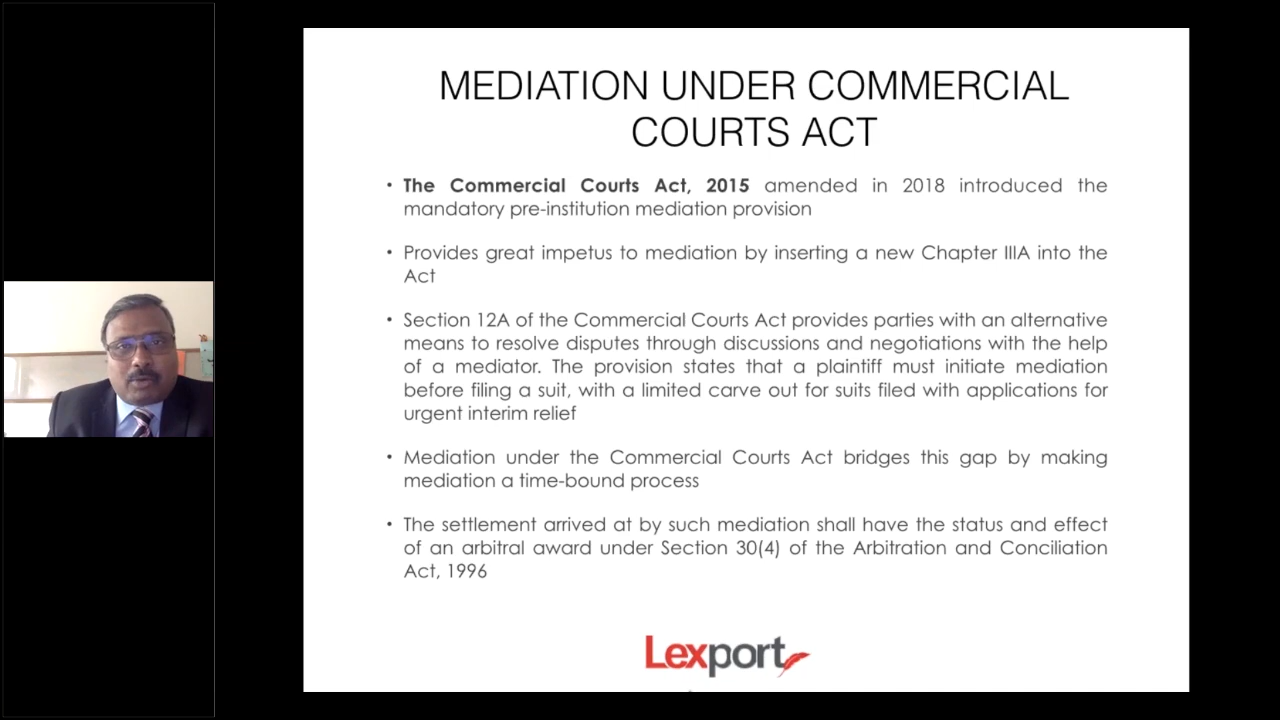 MEDIATION UNDER COMMERCIAL
COURTS ACT
• The Commercial Courts Act, 2015 amended in 2018 introduced the
mandatory pre-institution mediation provision
• Provides great impetus to mediation by inserting a new Chapter IIIA into the
Act
• Section 12A of the Commercial Courts Act provides parties with an alternative
means to resolve disputes through discussions and negotiations with the help
of a mediator. The provision states that a plaintiff must initiate mediation
before filing a suit, with a limited carve out for suits filed with applications for
urgent interim relief
• Mediation under the Commercial Courts Act bridges this gap by making
mediation a time-bound process
• The settlement arrived at by such mediation shall have the status and effect
of an arbitral award under Section 30(4) of the Arbitration and Conciliation
Act, 1996
Lexport